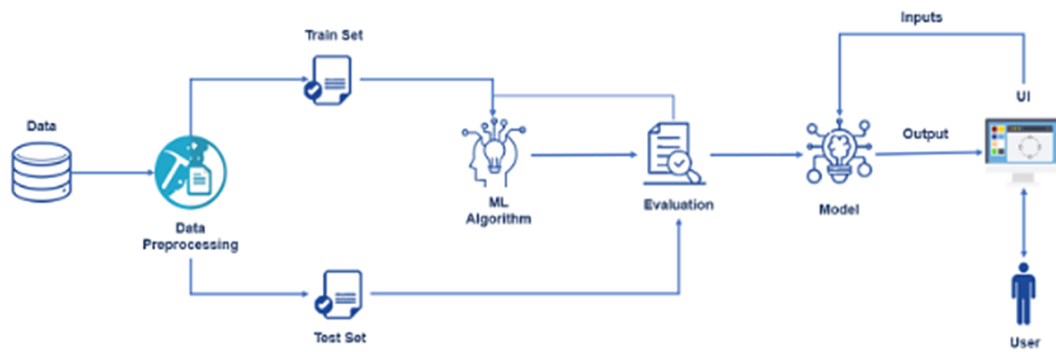 Inputs
Train Set
UI
Data
Output
ML
Algorithm
Evaluation
Model
Data
Preprocessing
Test Set
User